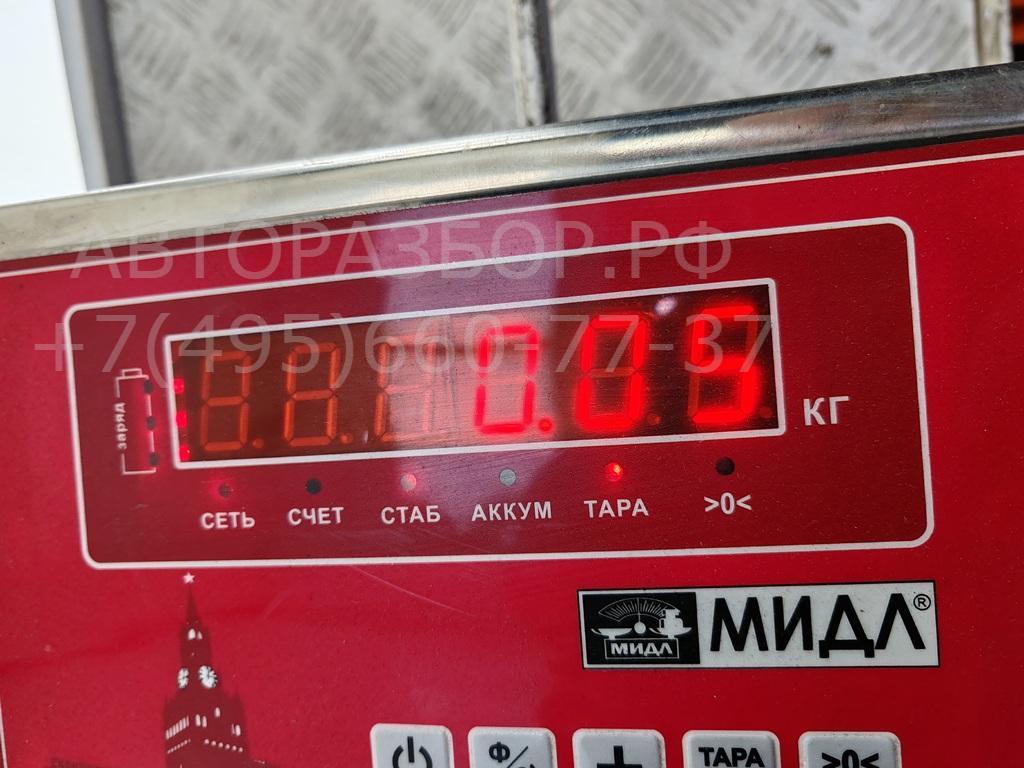 АВТОРАЗБОР.РФ
+7(495)660-77-37
0.05
кг
заряд
СЕТЬ СЧЕТ СТАБ АККУМ ТАРА >0<
МИДЛ МИДЛ®
Ф/ + ТАРА >0<